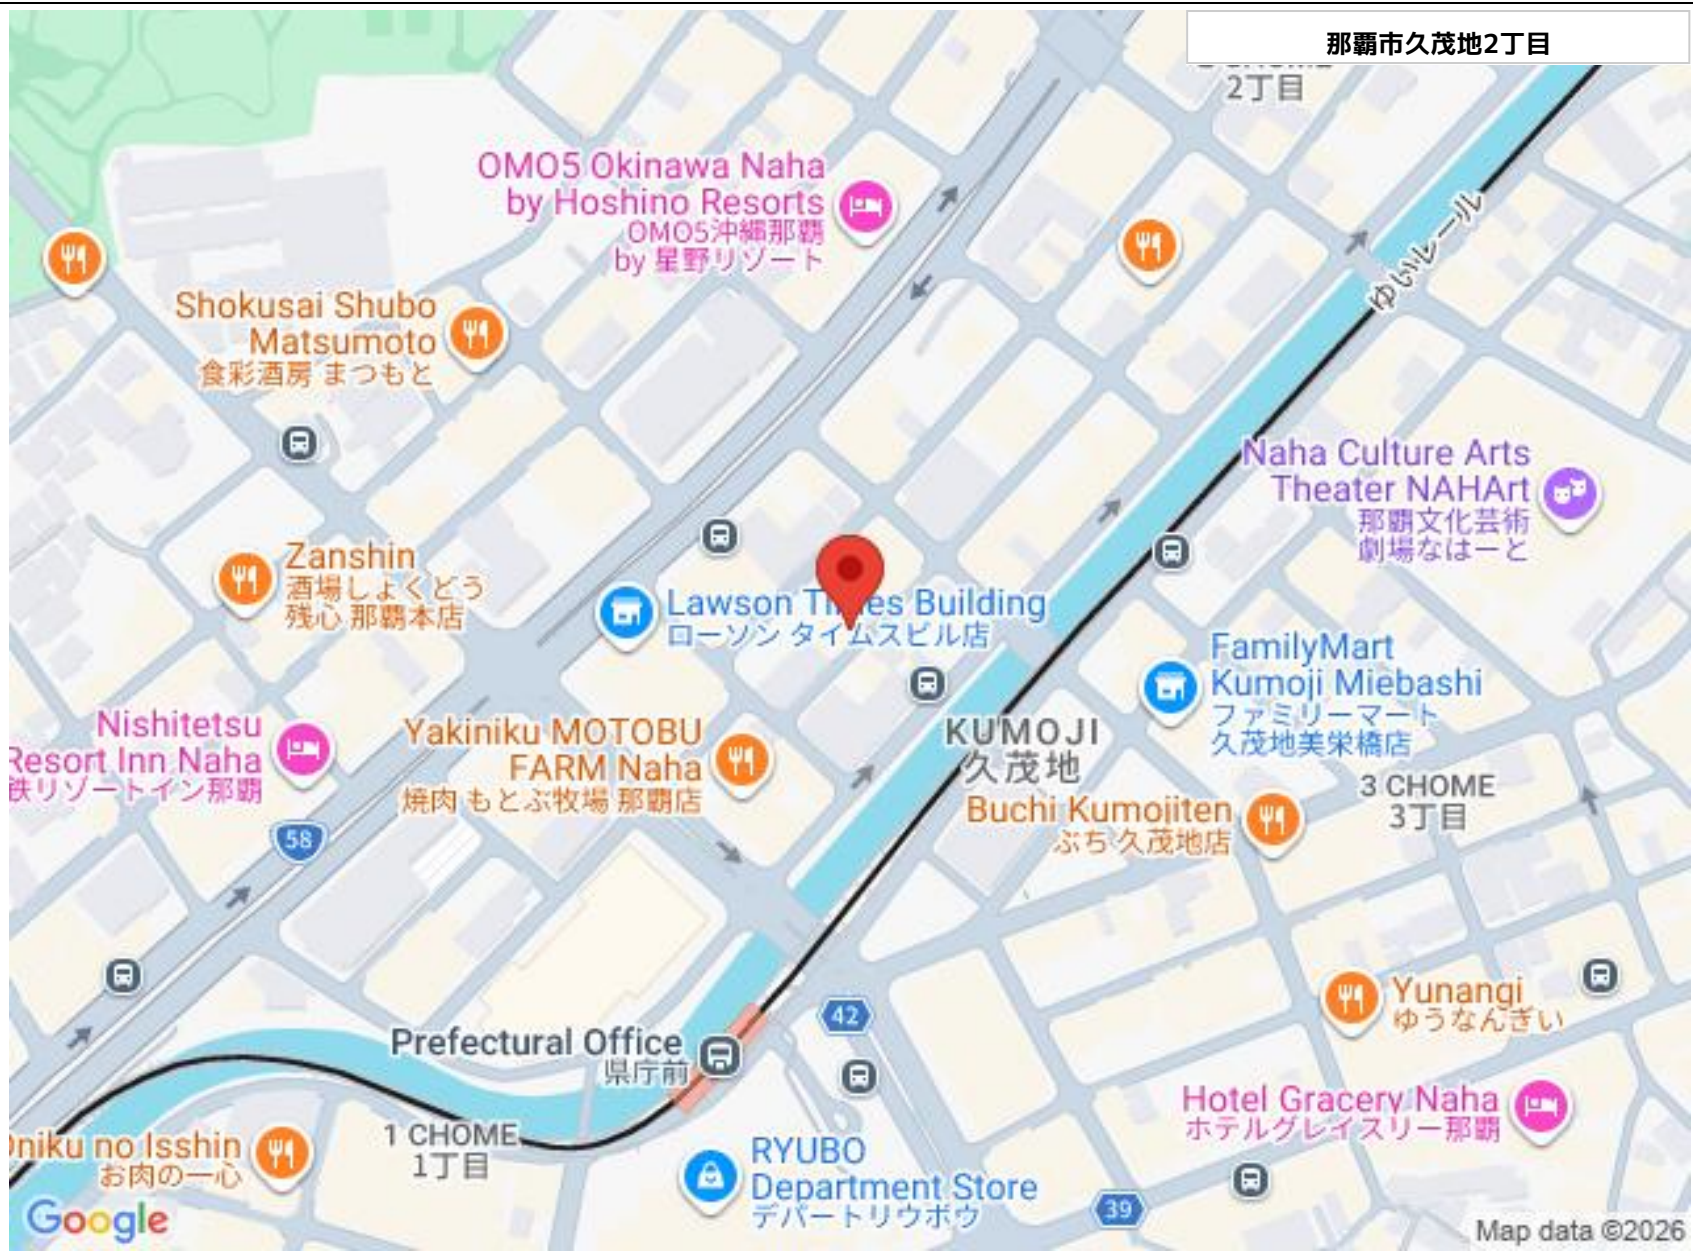 那覇市久茂地2丁目
2丁目
OMO5 Okinawa Naha
by Hoshino Resorts
OMO5沖縄那覇
by 星野リゾート
ゆいレール
Shokusai Shubo
Matsumoto
食彩酒房 まつもと
Naha Culture Arts
Theater NAHArt
那覇文化芸術
劇場なはーと
Zanshin
酒場しょくどう
残心 那覇本店
Lawson Times Building
ローソン タイムスビル店
FamilyMart
Kumoji Miebashi
ファミリーマート
久茂地美栄橋店
Nishitetsu
Resort Inn Naha
鉄リゾートイン那覇
Yakiniku MOTOBU
FARM Naha
焼肉 もとぶ牧場 那覇店
KUMOJI
久茂地
3 CHOME
3丁目
Buchi Kumojiten
ぶち 久茂地店
58
Yunangi
ゆうなんぎい
42
Prefectural Office
県庁前
Hotel Gracery Naha
ホテルグレイスリー那覇
1 CHOME
1丁目
Oniku no Isshin
お肉の一心
RYUBO
Department Store
デパートリウボウ
39
Google
Map data ©2026